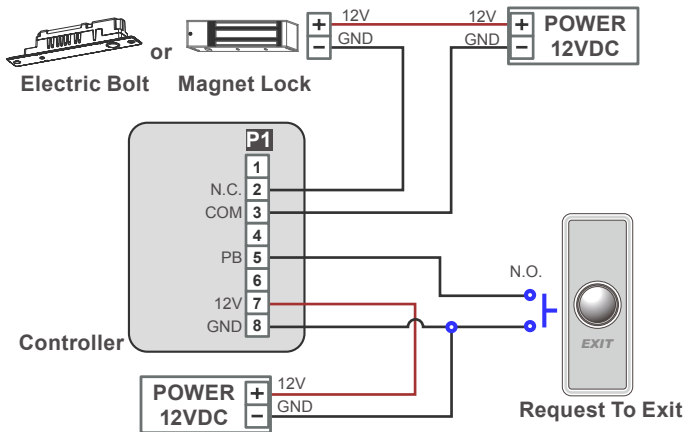 + 12V 12V + POWER
− GND GND − 12VDC
or
Electric Bolt Magnet Lock
P1
1
N.C. 2
COM 3
4
PB 5
6
12V 7
GND 8
Controller
N.O.
EXIT
Request To Exit
POWER + 12V
12VDC − GND